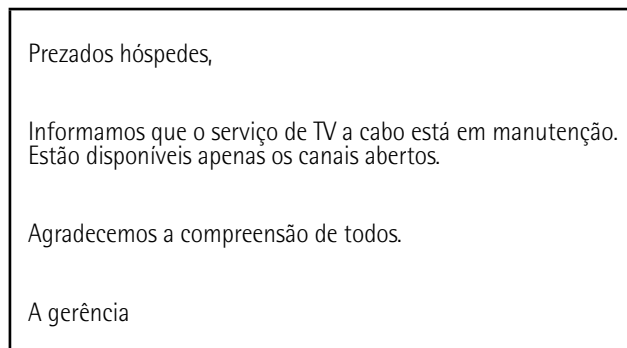 Prezados hóspedes,
Informamos que o serviço de TV a cabo está em manutenção.
Estão disponíveis apenas os canais abertos.
Agradecemos a compreensão de todos.
A gerência